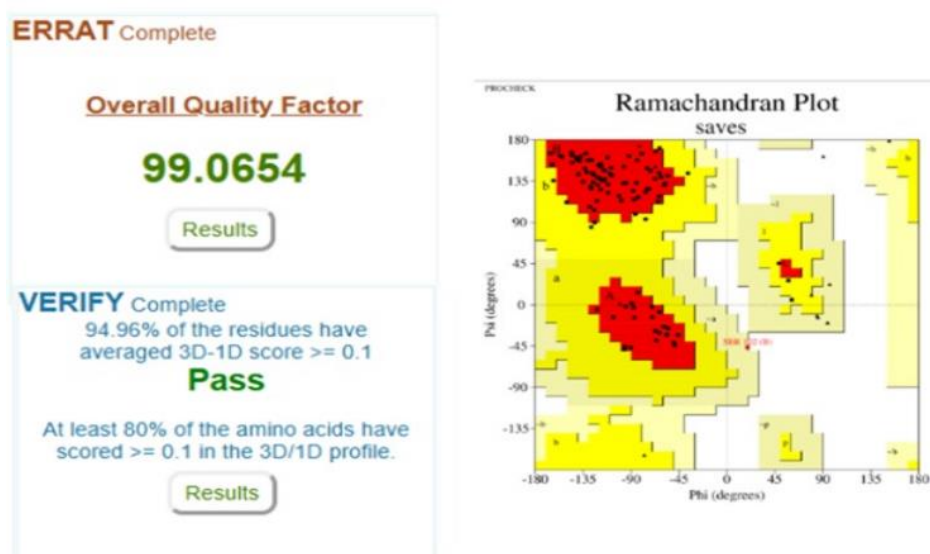 ERRAT Complete
Overall Quality Factor
99.0654
Results
VERIFY Complete
94.96% of the residues have
averaged 3D-1D score >= 0.1
Pass
At least 80% of the amino acids have
scored >= 0.1 in the 3D/1D profile.
Results
PROCHECK
Ramachandran Plot
saves
180
135
90
45
0
-45
-90
-135
Psi (degrees)
-180 -135 -90 -45 0 45 90 135 180
Phi (degrees)